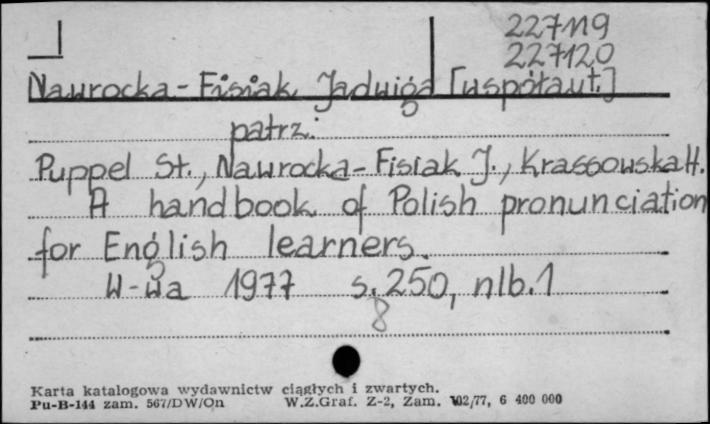 227119
227120
Nawrocka-Fisiak Jadwiga [współaut.]
patrz:
Puppel St., Nawrocka-Fisiak J., Krassowska H.
A handbook of Polish pronunciation
for English learners.
W-wa 1977 s. 250, nlb. 1
8
Karta katalogowa wydawnictw ciągłych i zwartych.
Pu-B-144 zam. 567/DW/On W.Z.Graf. Z-2, Zam. 102/77, 6 400 000